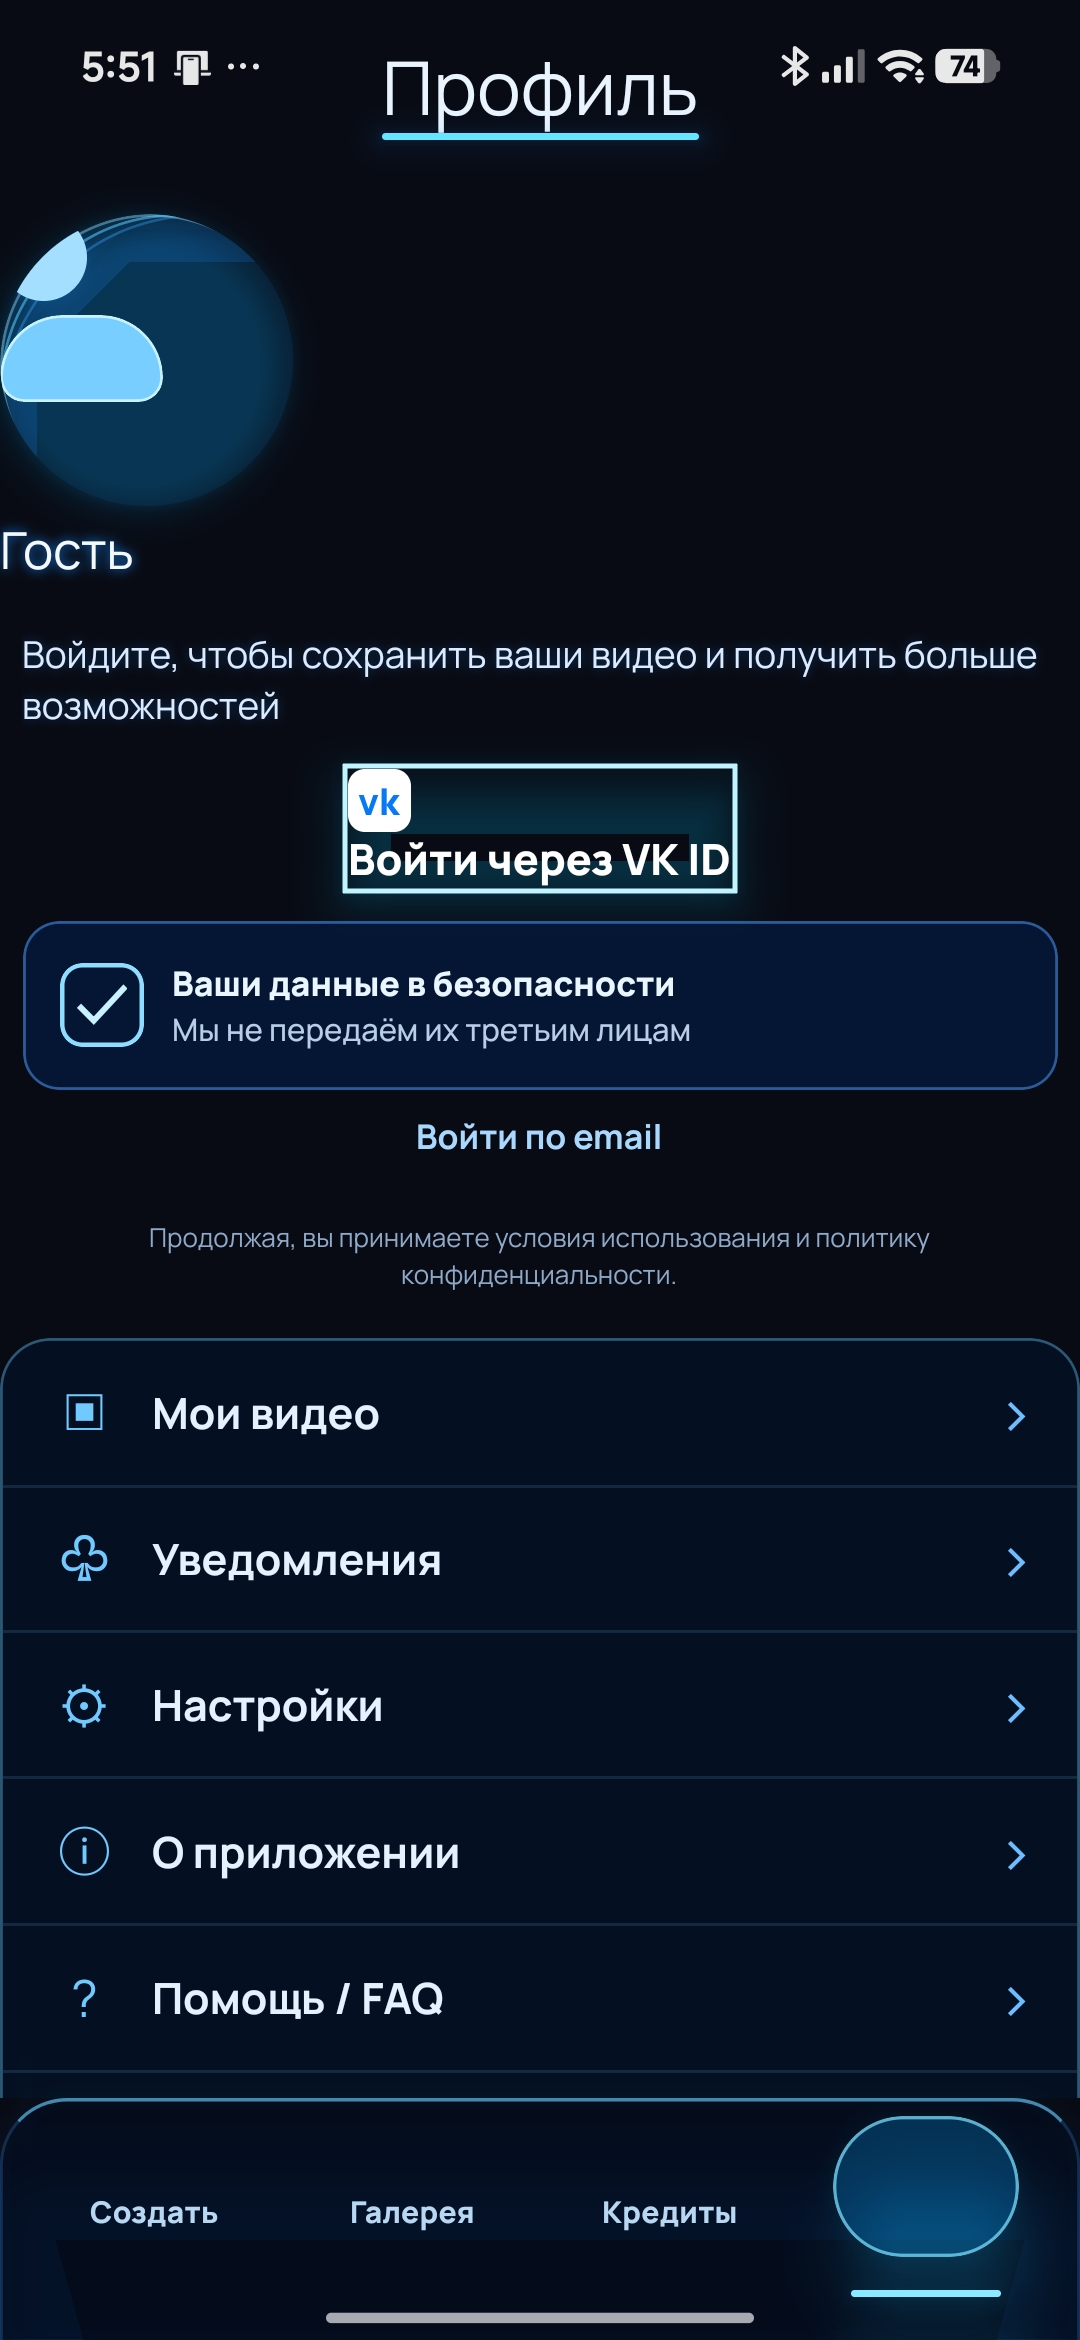 5:51
74
Профиль
Гость
Войдите, чтобы сохранить ваши видео и получить больше
возможностей
vk
Войти через VK ID
Ваши данные в безопасности
Мы не передаём их третьим лицам
Войти по email
Продолжая, вы принимаете условия использования и политику
конфиденциальности.
Мои видео
Уведомления
Настройки
О приложении
? Помощь / FAQ
Создать
Галерея
Кредиты